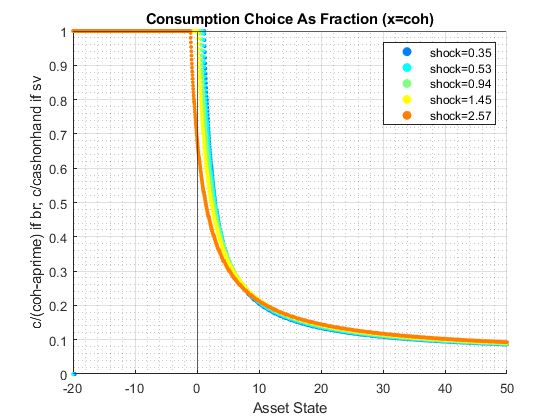 Consumption Choice As Fraction (x=coh)
c/(coh-aprime) if br, c/cashonhand if sv
1
0.9
0.8
0.7
0.6
0.5
0.4
0.3
0.2
0.1
0
shock=0.35
shock=0.53
shock=0.94
shock=1.45
shock=2.57
-20
-10
0
10
20
30
40
50
Asset State